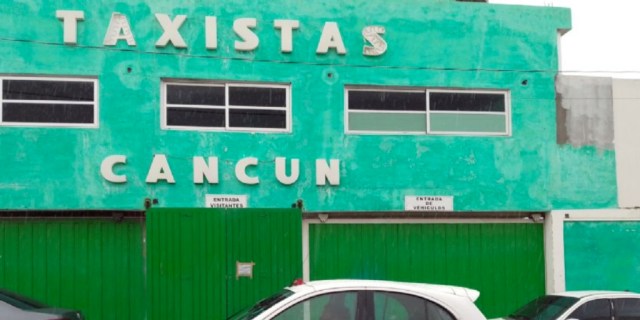 TAXISTAS
CANCUN
ENTRADA
VISITANTES
ENTRADA
DE
VEHICULOS